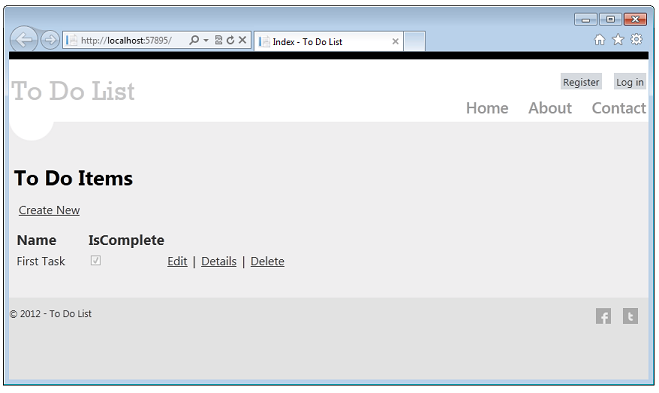 http://localhost:57895/
Index - To Do List
Register Log in
To Do List
Home About Contact
To Do Items
Create New
Name IsComplete
First Task Edit | Details | Delete
© 2012 - To Do List